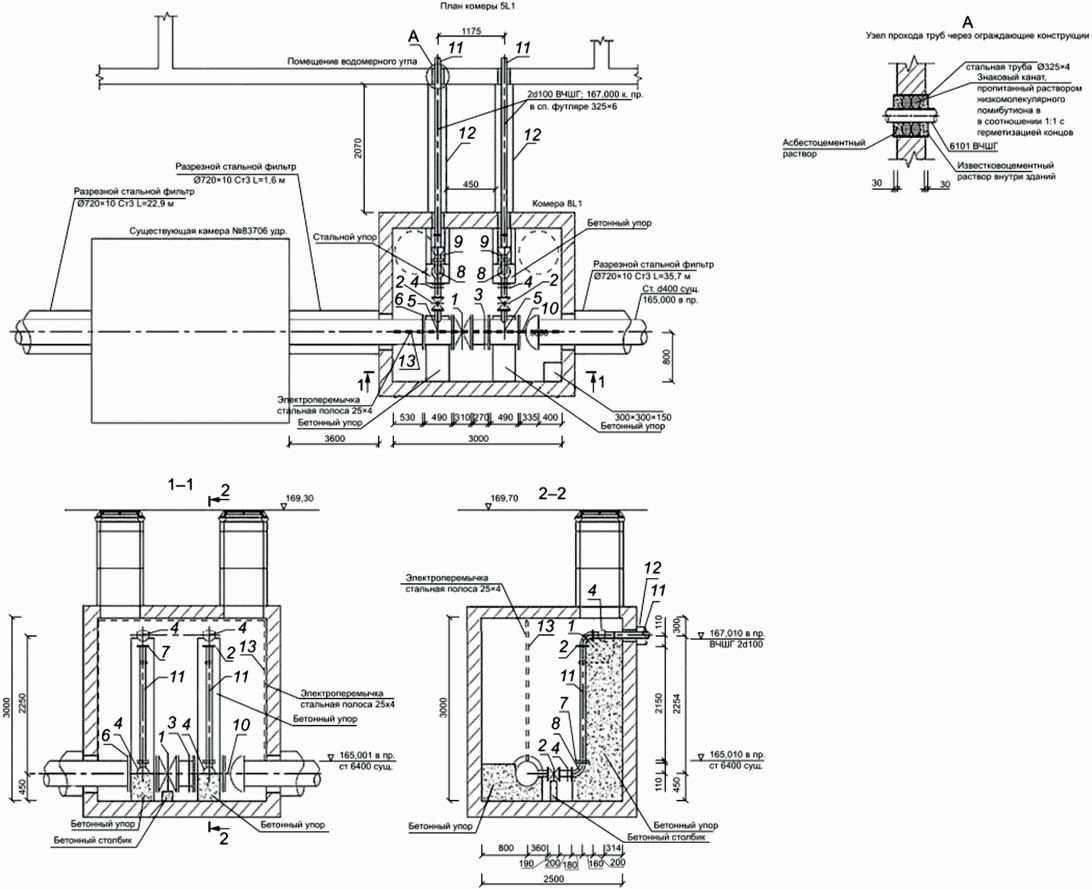 План комеры 5L1
1175
А
11
11
Помещение водомерного угла
2d100 ВЧШГ; 167,000 к. пр.
в сп. футляре 325×6
12
12
2070
450
Разрезной стальной фильтр
Ø720×10 Ст3 L=1,6 м
Разрезной стальной фильтр
Ø720×10 Ст3 L=22,9 м
Существующая камера №83706 удр.
Комера 8L1
Стальной упор
Бетонный упор
9
9
8
8
2
4
4
2
6
5
1
3
5
10
13
Разрезной стальной фильтр
Ø720×10 Ст3 L=35,7 м
Ст. d400 сущ.
165,000 в пр.
800
1
1
Электроперемычка
стальная полоса 25×4
Бетонный упор
300×300×150
Бетонный упор
530
490
310
270
490
335
400
3600
3000
А
Узел прохода труб через ограждающие конструкции
стальная труба Ø325×4
Знаковый канат,
пропитанный раствором
низкомолекулярного
помибутиона в
в соотношении 1:1 с
герметизацией концов
Асбестоцементный
раствор
6101 ВЧШГ
Известковоцементный
раствор внутри зданий
30
30
1–1
2
169,30
4
4
7
2
13
11
11
Электроперемычка
стальная полоса 25х4
Бетонный упор
3000
2250
450
4
6
1
3
4
10
165,001 в пр.
ст 6400 сущ.
Бетонный упор
Бетонный упор
Бетонный столбик
2
2–2
169,70
Электроперемычка
стальная полоса 25×4
12
11
4
1
13
2
110
300
167,010 в пр.
ВЧШГ 2d100
11
3000
2150
2254
7
8
2
4
165,010 в пр.
ст 6400 сущ.
110
450
Бетонный упор
Бетонный упор
Бетонный столбик
800
360
314
190
200
180
160
200
2500